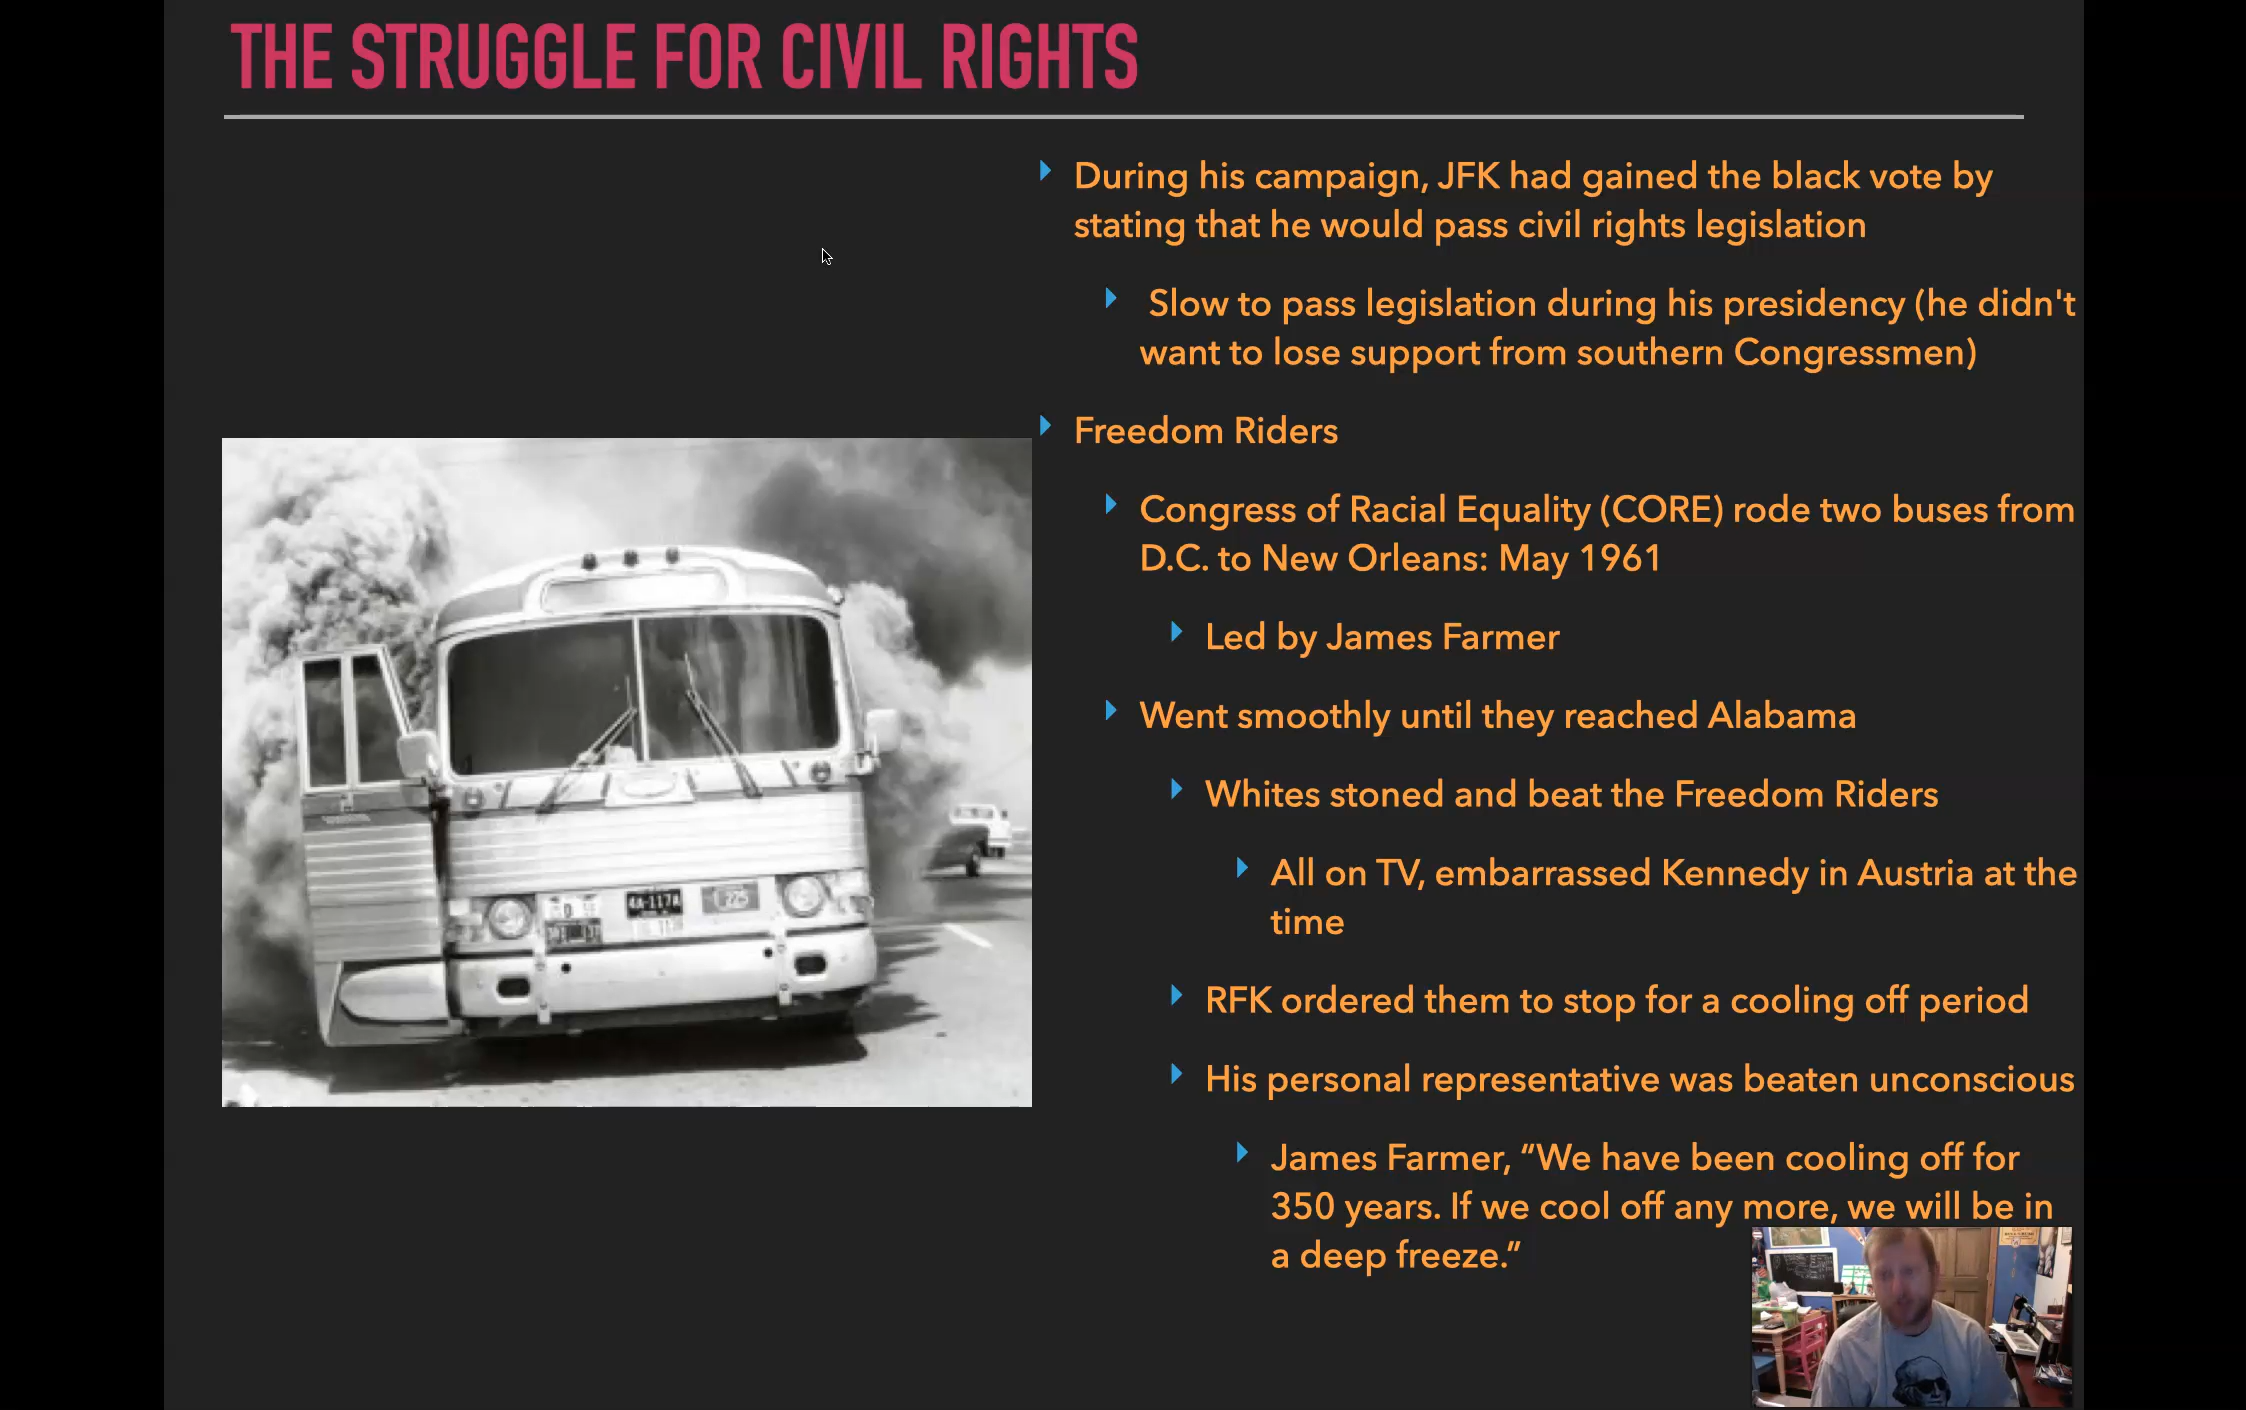 THE STRUGGLE FOR CIVIL RIGHTS
During his campaign, JFK had gained the black vote by
stating that he would pass civil rights legislation
Slow to pass legislation during his presidency (he didn't
want to lose support from southern Congressmen)
Freedom Riders
Congress of Racial Equality (CORE) rode two buses from
D.C. to New Orleans: May 1961
Led by James Farmer
Went smoothly until they reached Alabama
Whites stoned and beat the Freedom Riders
All on TV, embarrassed Kennedy in Austria at the
time
RFK ordered them to stop for a cooling off period
His personal representative was beaten unconscious
James Farmer, “We have been cooling off for
350 years. If we cool off any more, we will be in
a deep freeze.”
4A-117A